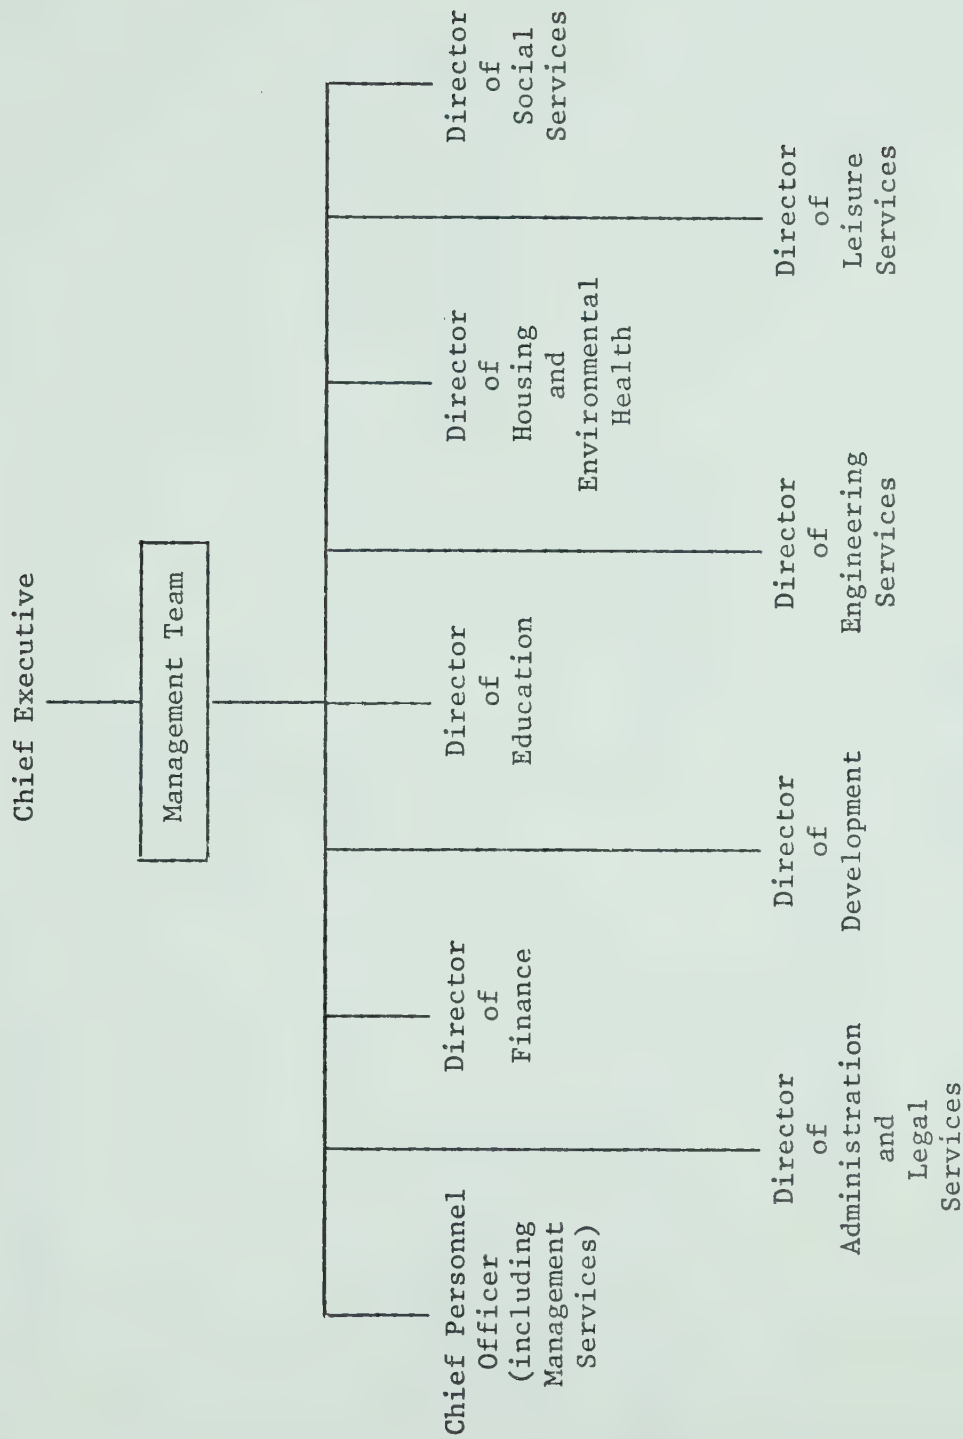 Chief Executive
Management Team
Chief Personnel
Officer
(including
Management
Services)
Director
of
Finance
Director
of
Education
Director
of
Housing
and
Environmental
Health
Director
of
Social
Services
Director
of
Administration
and
Legal
Services
Director
of
Development
Director
of
Engineering
Services
Director
of
Leisure
Services